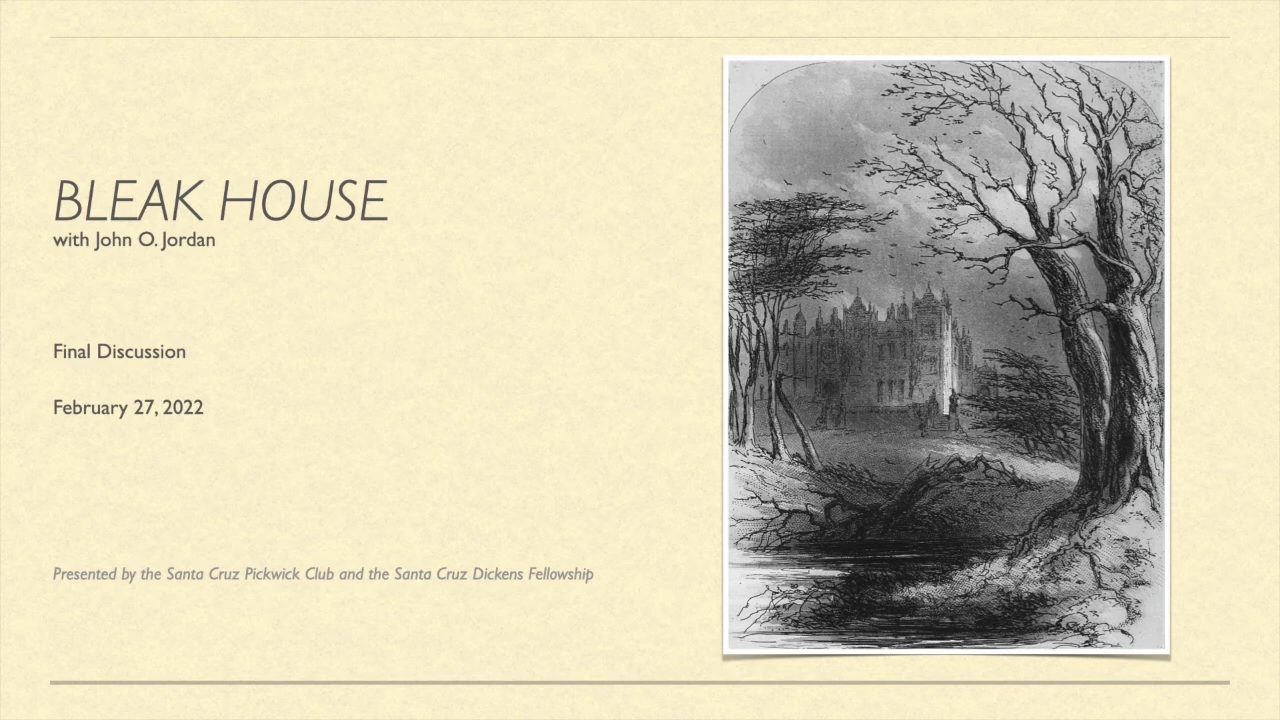 BLEAK HOUSE
with John O. Jordan
Final Discussion
February 27, 2022
Presented by the Santa Cruz Pickwick Club and the Santa Cruz Dickens Fellowship